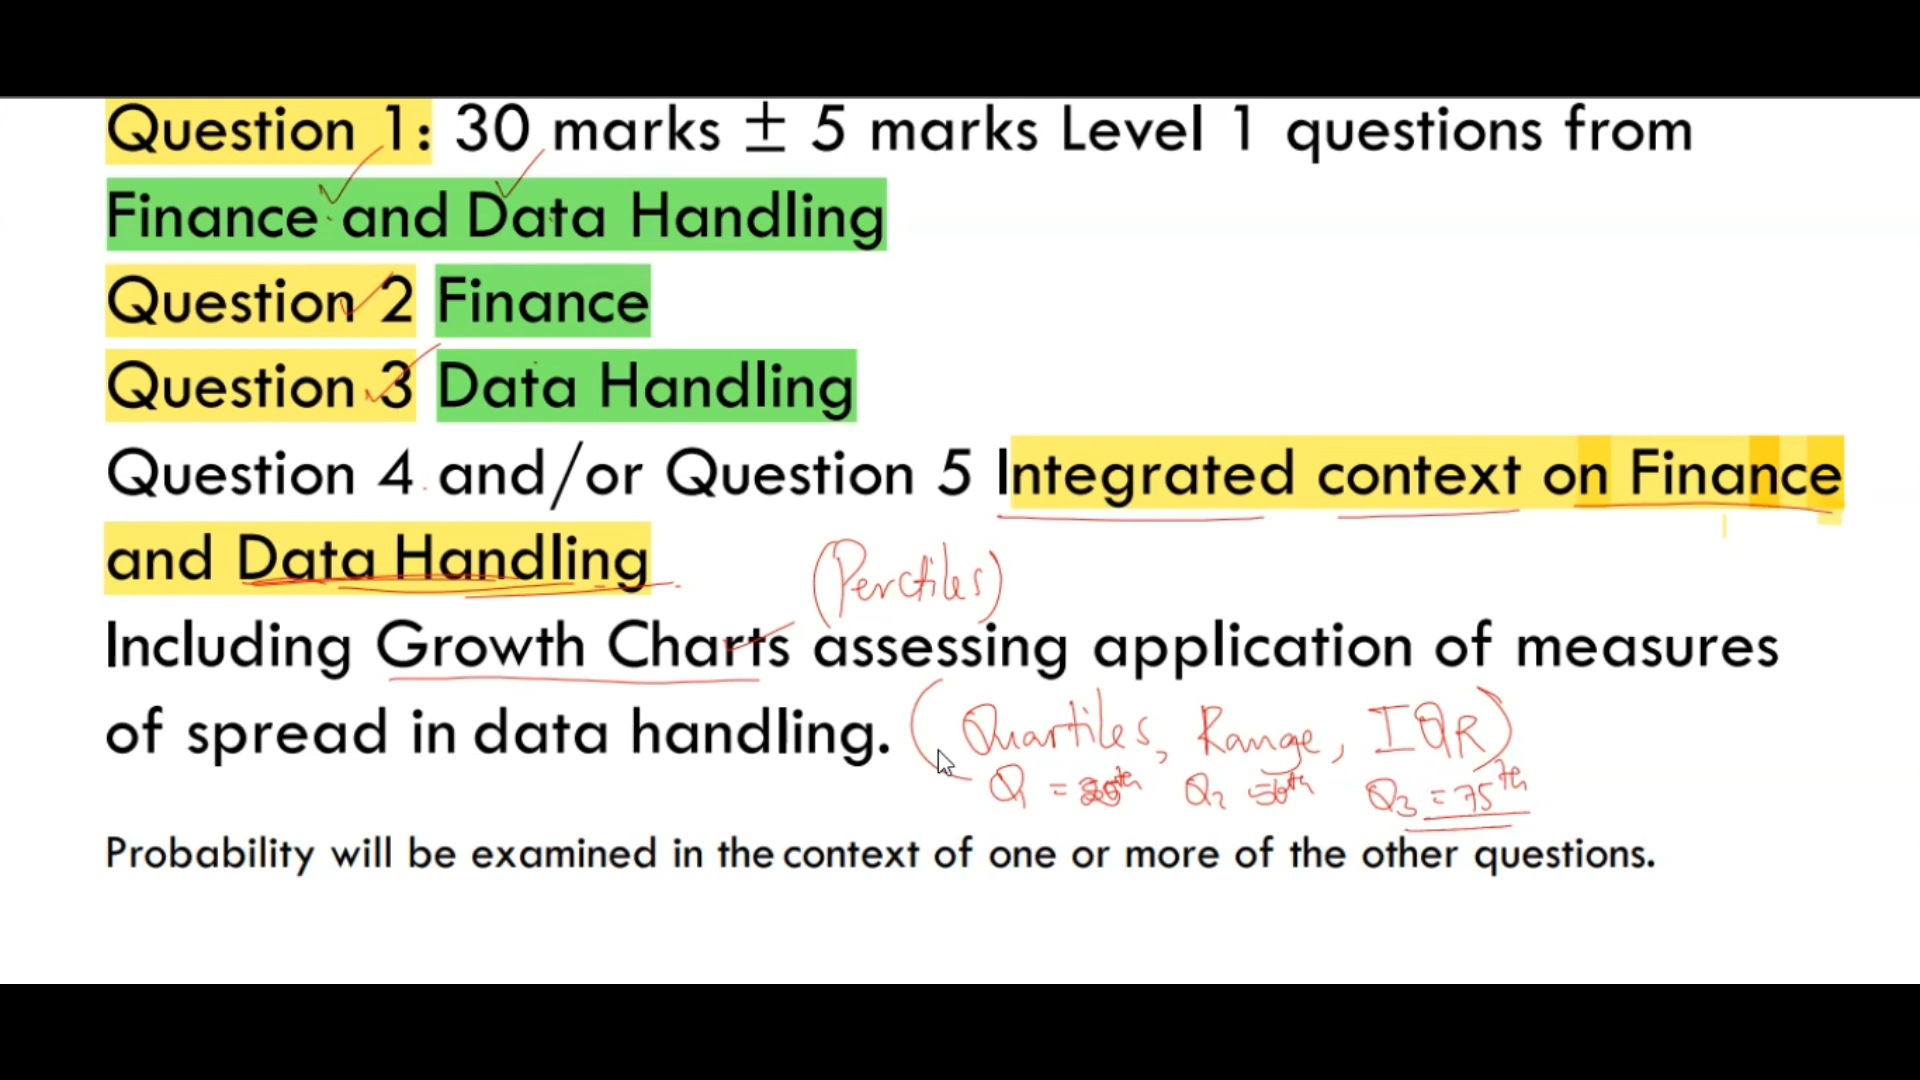 Question 1: 30 marks ± 5 marks Level 1 questions from
Finance and Data Handling
Question 2 Finance
Question 3 Data Handling
Question 4 and/or Question 5 Integrated context on Finance
and Data Handling
(Perctiles)
Including Growth Charts assessing application of measures
of spread in data handling. (Quartiles, Range, IQR)
Q1 = th Q2 = 50th Q3 = 75th
Probability will be examined in the context of one or more of the other questions.